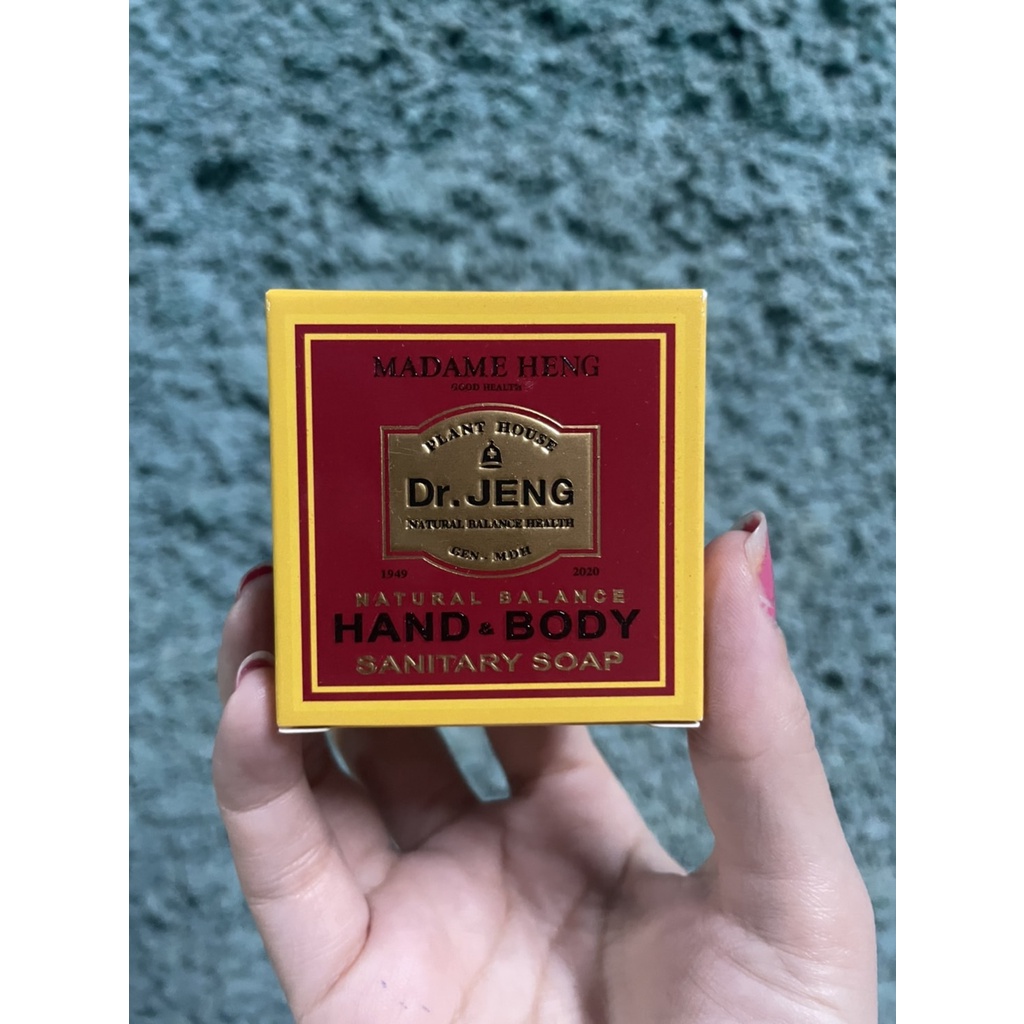 MADAME HENG
GOOD HEALTH
PLANT HOUSE
Dr. JENG
NATURAL BALANCE HEALTH
GEN - MDH
1949 2020
NATURAL BALANCE
HAND & BODY
SANITARY SOAP